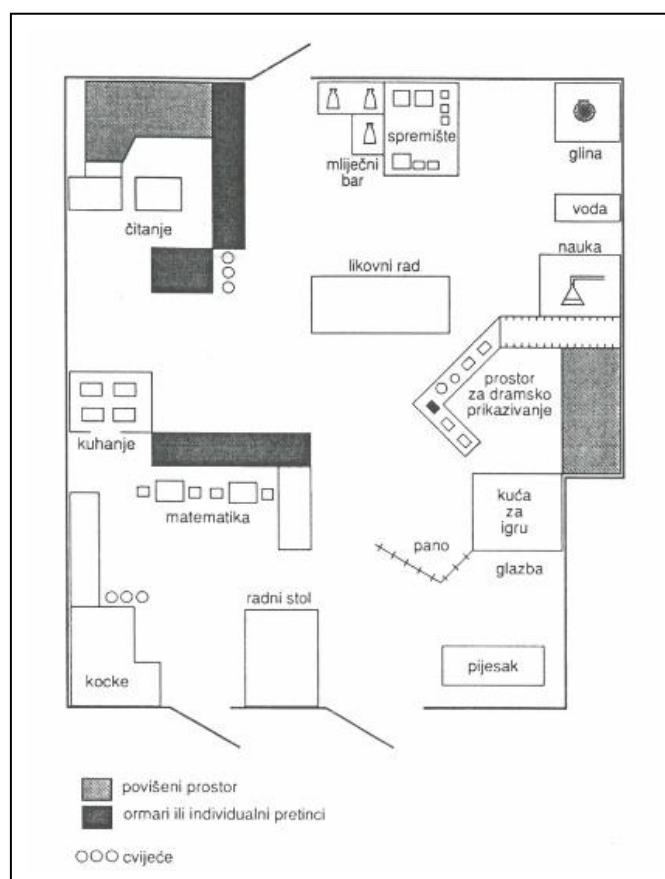 spremište
mliječni
bar
glina
voda
čitanje
nauka
likovni rad
prostor
za dramsko
prikazivanje
kuhanje
matematika
kuća
za
igru
pano
glazba
radni stol
kocke
pijesak
povišeni prostor
ormari ili individualni pretinci
cvijeće